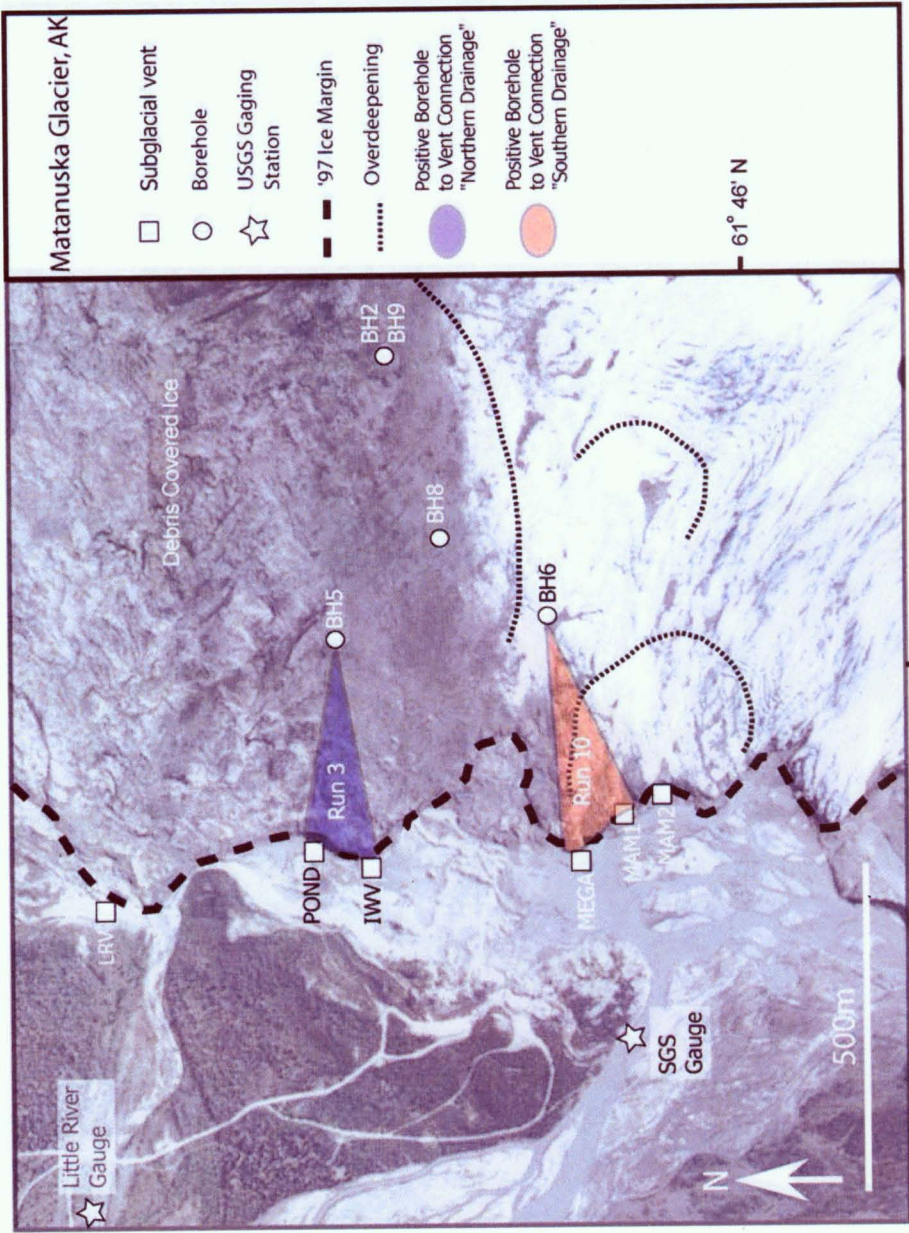 Matanuska Glacier, AK
Subglacial vent
Borehole
USGS Gaging
Station
'97 Ice Margin
Overdeepening
Positive Borehole
to Vent Connection
"Northern Drainage"
Positive Borehole
to Vent Connection
"Southern Drainage"
61° 46' N
Debris Covered Ice
BH2
BH9
BH8
BH5
BH6
Run 3
Run 10
LRV
POND
IWV
MEGA
MAM1
MAM2
Little River
Gauge
SGS
Gauge
N
500m